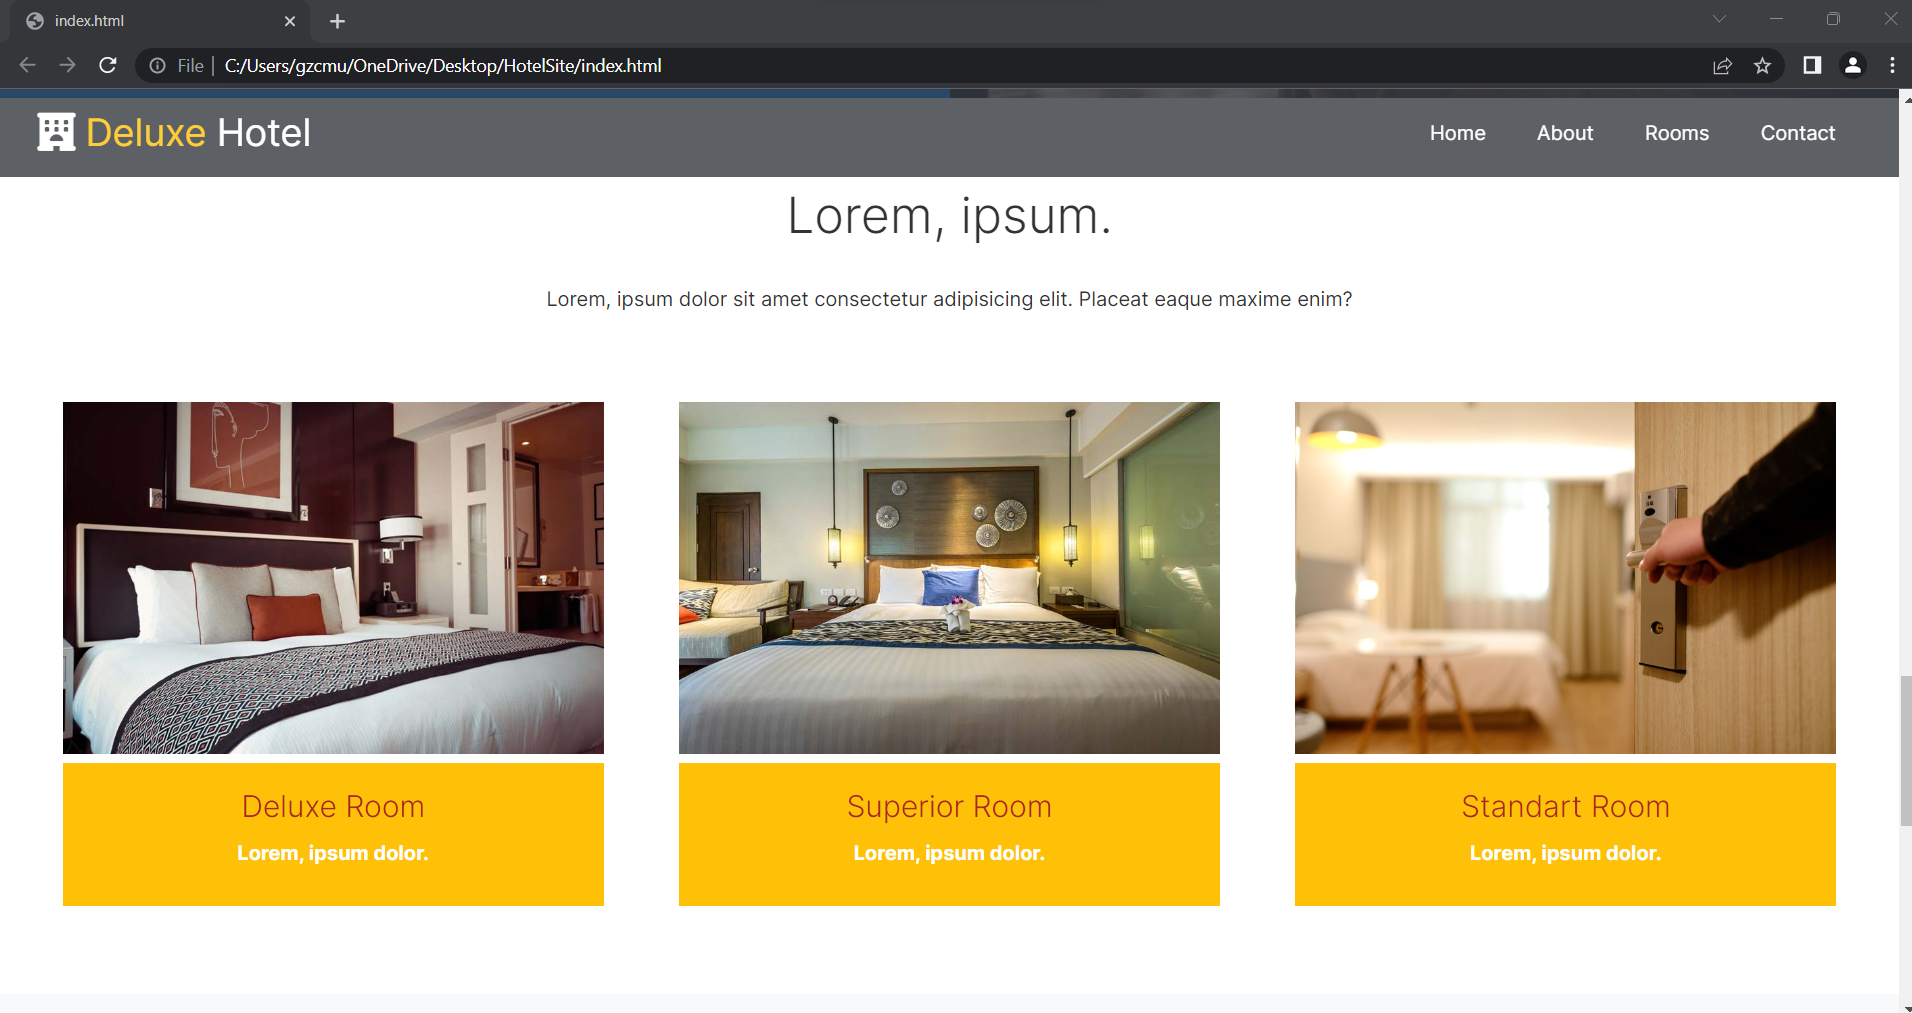 index.html
File
C:/Users/gzcmu/OneDrive/Desktop/HotelSite/index.html
Deluxe Hotel
Home About Rooms Contact
Lorem, ipsum.
Lorem, ipsum dolor sit amet consectetur adipisicing elit. Placeat eaque maxime enim?
Deluxe Room
Lorem, ipsum dolor.
Superior Room
Lorem, ipsum dolor.
Standart Room
Lorem, ipsum dolor.